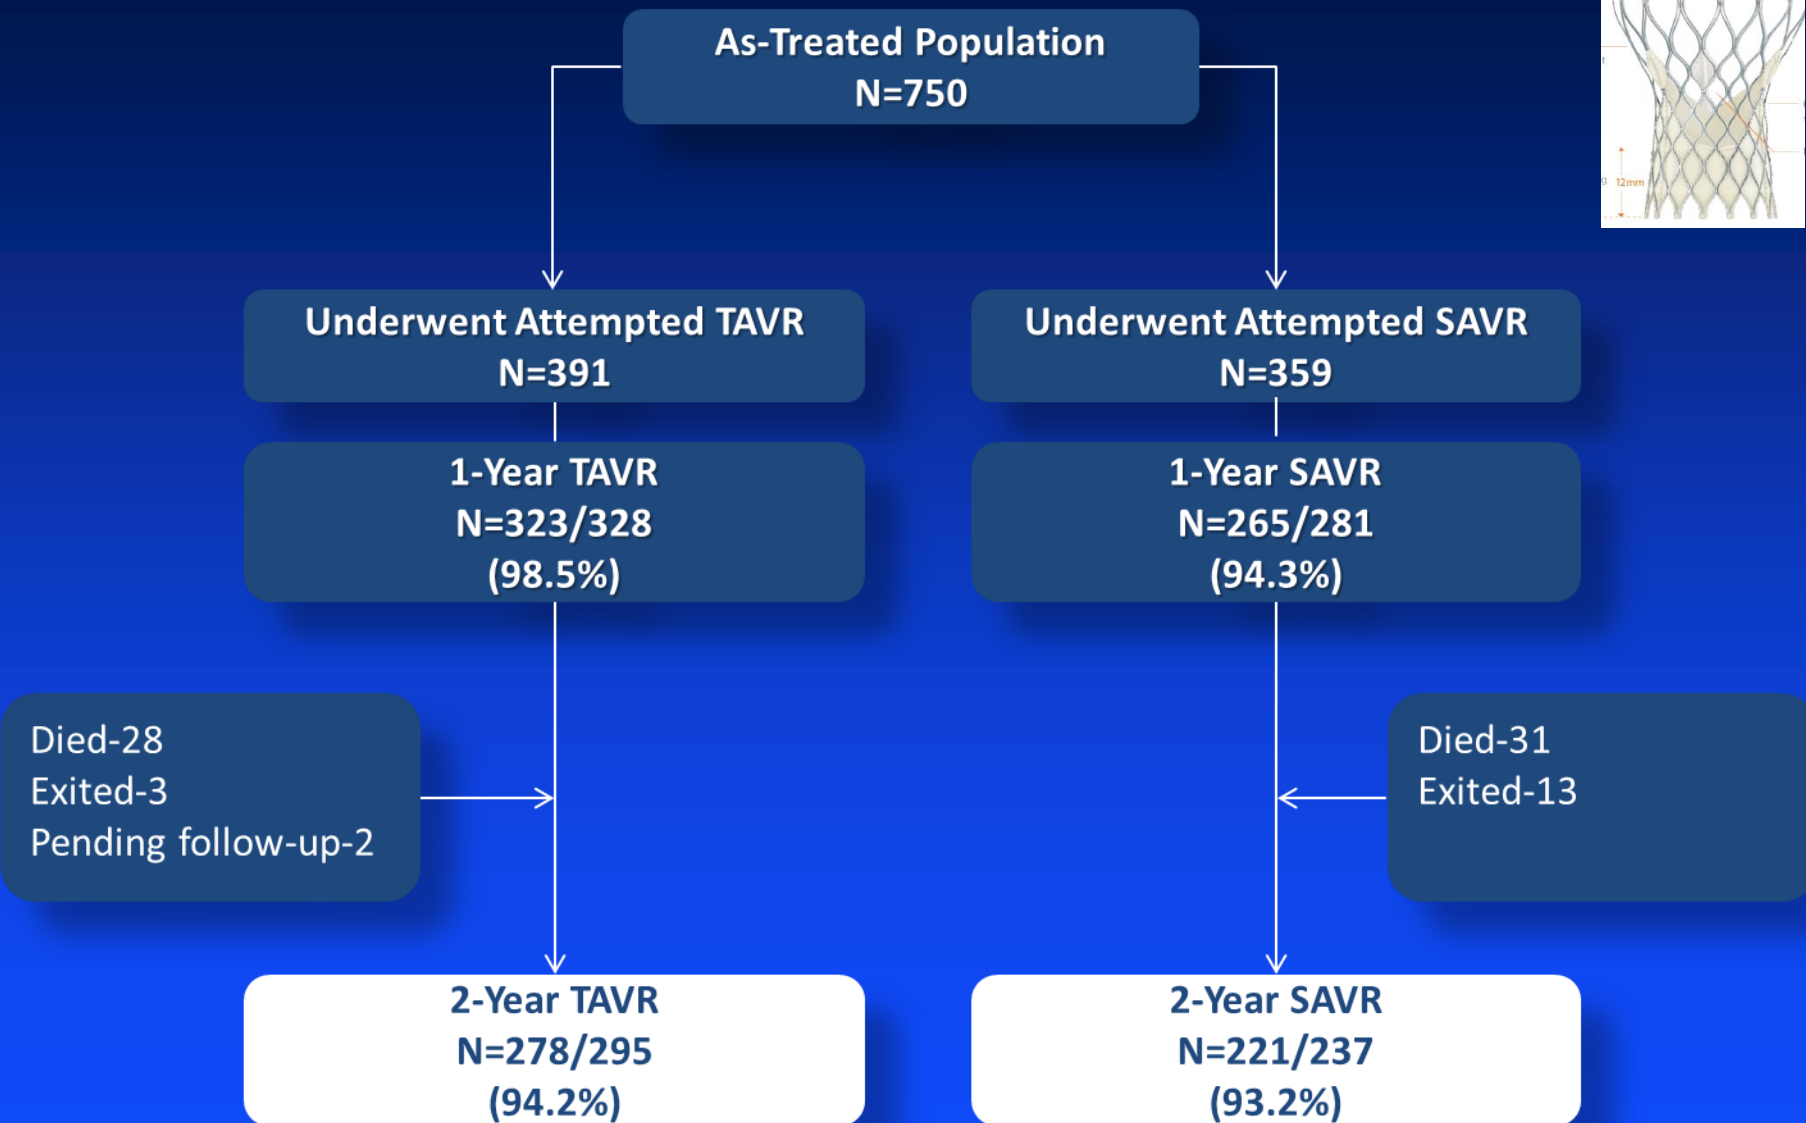 As-Treated Population
N=750
12mm
Underwent Attempted TAVR
N=391
Underwent Attempted SAVR
N=359
1-Year TAVR
N=323/328
(98.5%)
1-Year SAVR
N=265/281
(94.3%)
Died-28
Exited-3
Pending follow-up-2
Died-31
Exited-13
2-Year TAVR
N=278/295
(94.2%)
2-Year SAVR
N=221/237
(93.2%)